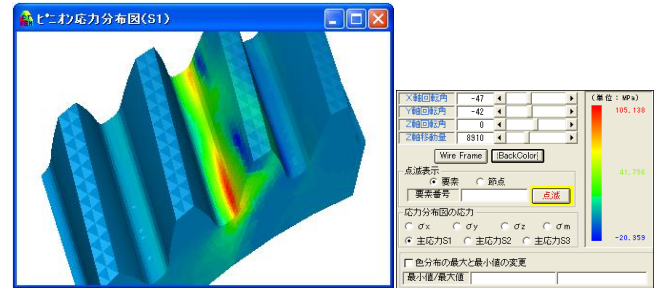 ﾋﾟﾆｵﾝ応力分布図(S1)
X軸回転角 -47
Y軸回転角 -42
Z軸回転角 0
Z軸移動量 8910
Wire Frame |BackColor|
点滅表示
要素 節点
要素番号 点滅
応力分布図の応力
σx σy σz σm
主応力S1 主応力S2 主応力S3
色分布の最大と最小値の変更
最小値/最大値
(単位：MPa)
105.138
41.796
-20.359